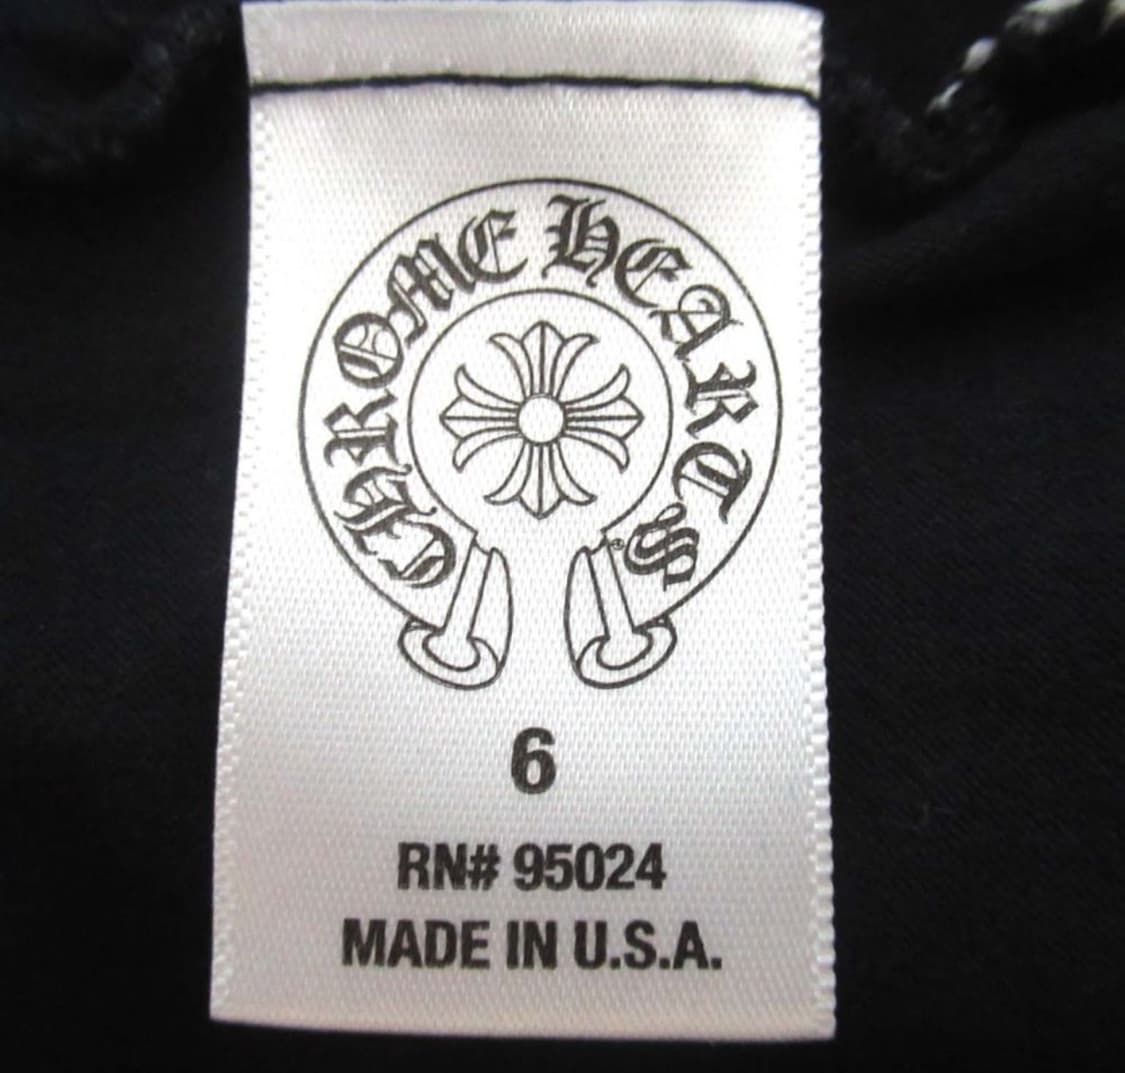 CHROME HEARTS
®
6
RN# 95024
MADE IN U.S.A.